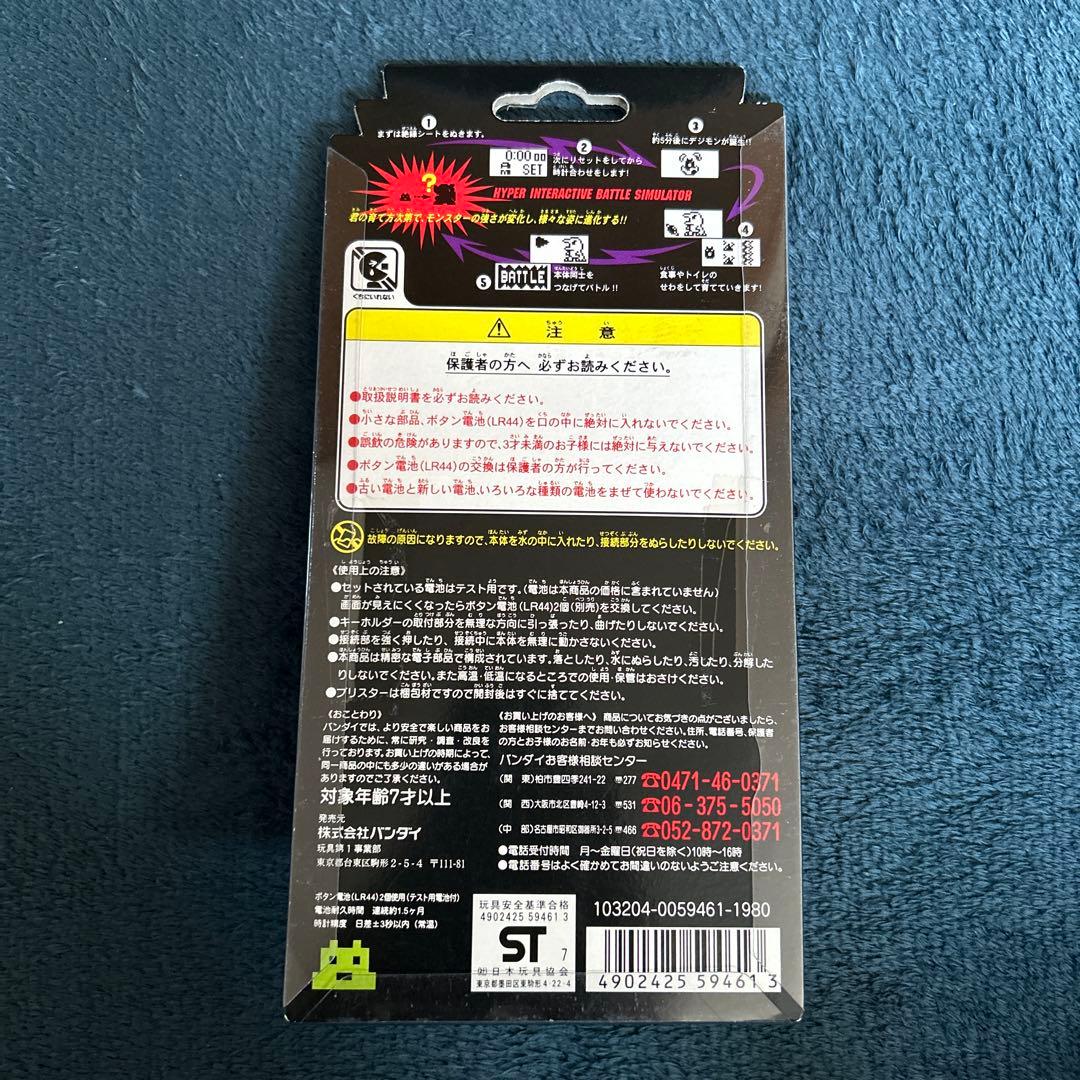 ① まずは絶縁シートをぬきます。
② 次にリセットをしてから
時計合わせをします!
0:00 00
AM SET
③ 約5分後にデジモンが誕生!!
HYPER INTERACTIVE BATTLE SIMULATOR
?
君の育て方次第で、モンスターの強さが変化し、様々な姿に進化する!!
④ 食事やトイレの
せわをして育てていきます!
⑤ BATTLE 本体同士を
つなげてバトル!!
くちにいれない
⚠ 注意
保護者の方へ 必ずお読みください。
●取扱説明書を必ずお読みください。
●小さな部品、ボタン電池(LR44)を口の中に絶対に入れないでください。
●誤飲の危険がありますので、3才未満のお子様には絶対に与えないでください。
●ボタン電池(LR44)の交換は保護者の方が行ってください。
●古い電池と新しい電池、いろいろな種類の電池をまぜて使わないでください。
故障の原因になりますので、本体を水の中に入れたり、接続部分をぬらしたりしないでください。
《使用上の注意》
●セットされている電池はテスト用です。(電池は本商品の価格に含まれていません)
画面が見えにくくなったらボタン電池(LR44)2個(別売)を交換してください。
●キーホルダーの取付部分を無理な方向に引っ張ったり、曲げたりしないでください。
●接続部を強く押したり、接続中に本体を無理に動かさないください。
●本商品は精密な電子部品で構成されています。落としたり、水にぬらしたり、汚したり、分解した
りしないでください。また高温・低温になるところでの使用・保管はおさけください。
●ブリスターは梱包材ですので開封後はすぐに捨ててください。
《おことわり》
バンダイでは、より安全で楽しい商品をお
届けするために、常に研究・調査・改良を
行っております。お買い上げの時期によって、
同一商品の中にも多少の違いがある場合が
ありますのでご了承ください。
対象年齢7才以上
発売元
株式会社バンダイ
玩具第1事業部
東京都台東区駒形2-5-4 〒111-81
《お買い上げのお客様へ》 商品についてお気づきの点がございましたら、
お客様相談センターまでお問い合わせください。住所、電話番号、保護者
の方とお子様のお名前・お年も必ずお知らせください。
バンダイお客様相談センター
(関 東)柏市豊四季241-22 〒277 ☎0471-46-0371
(関 西)大阪市北区豊崎4-12-3 〒531 ☎06-375-5050
(中 部)名古屋市昭和区御器所3-2-5 〒466 ☎052-872-0371
●電話受付時間 月~金曜日(祝日を除く)10時~16時
●電話番号はよく確かめてお間違いのないようご注意ください。
ボタン電池(LR44)2個使用(テスト用電池付)
電池耐久時間 連続約1.5ヶ月
時計精度 日差±3秒以内(常温)
玩具安全基準合格
4902425 59461 3
ST 7
㈳日本玩具協会
東京都墨田区東駒形4-22-4
103204-0059461-1980
4902425 594613